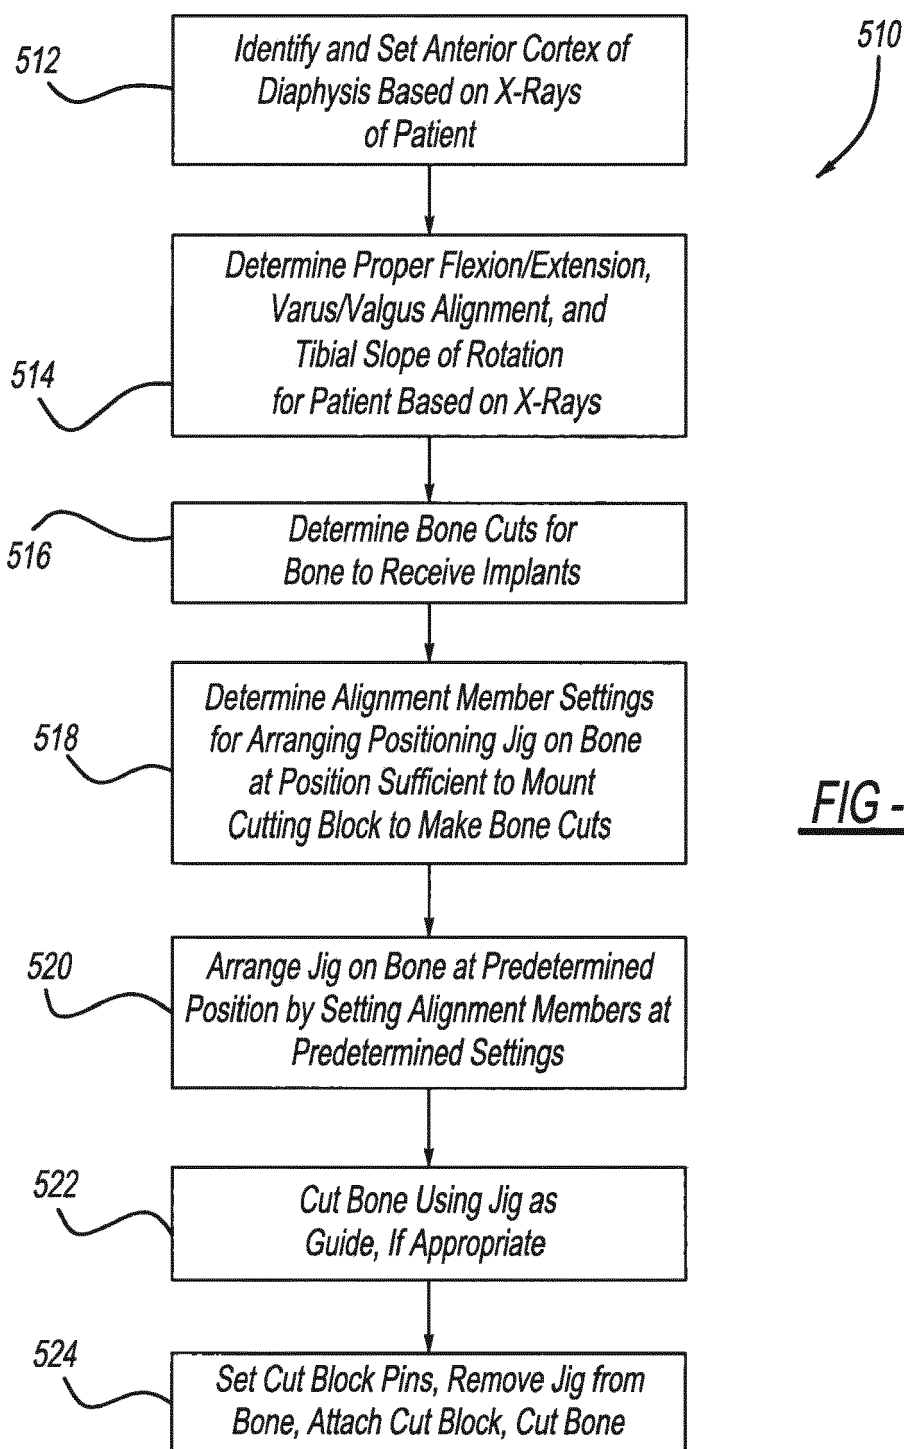 510
512
Identify and Set Anterior Cortex of
Diaphysis Based on X-Rays
of Patient
514
Determine Proper Flexion/Extension,
Varus/Valgus Alignment, and
Tibial Slope of Rotation
for Patient Based on X-Rays
516
Determine Bone Cuts for
Bone to Receive Implants
518
Determine Alignment Member Settings
for Arranging Positioning Jig on Bone
at Position Sufficient to Mount
Cutting Block to Make Bone Cuts
FIG -
520
Arrange Jig on Bone at Predetermined
Position by Setting Alignment Members at
Predetermined Settings
522
Cut Bone Using Jig as
Guide, If Appropriate
524
Set Cut Block Pins, Remove Jig from
Bone, Attach Cut Block, Cut Bone